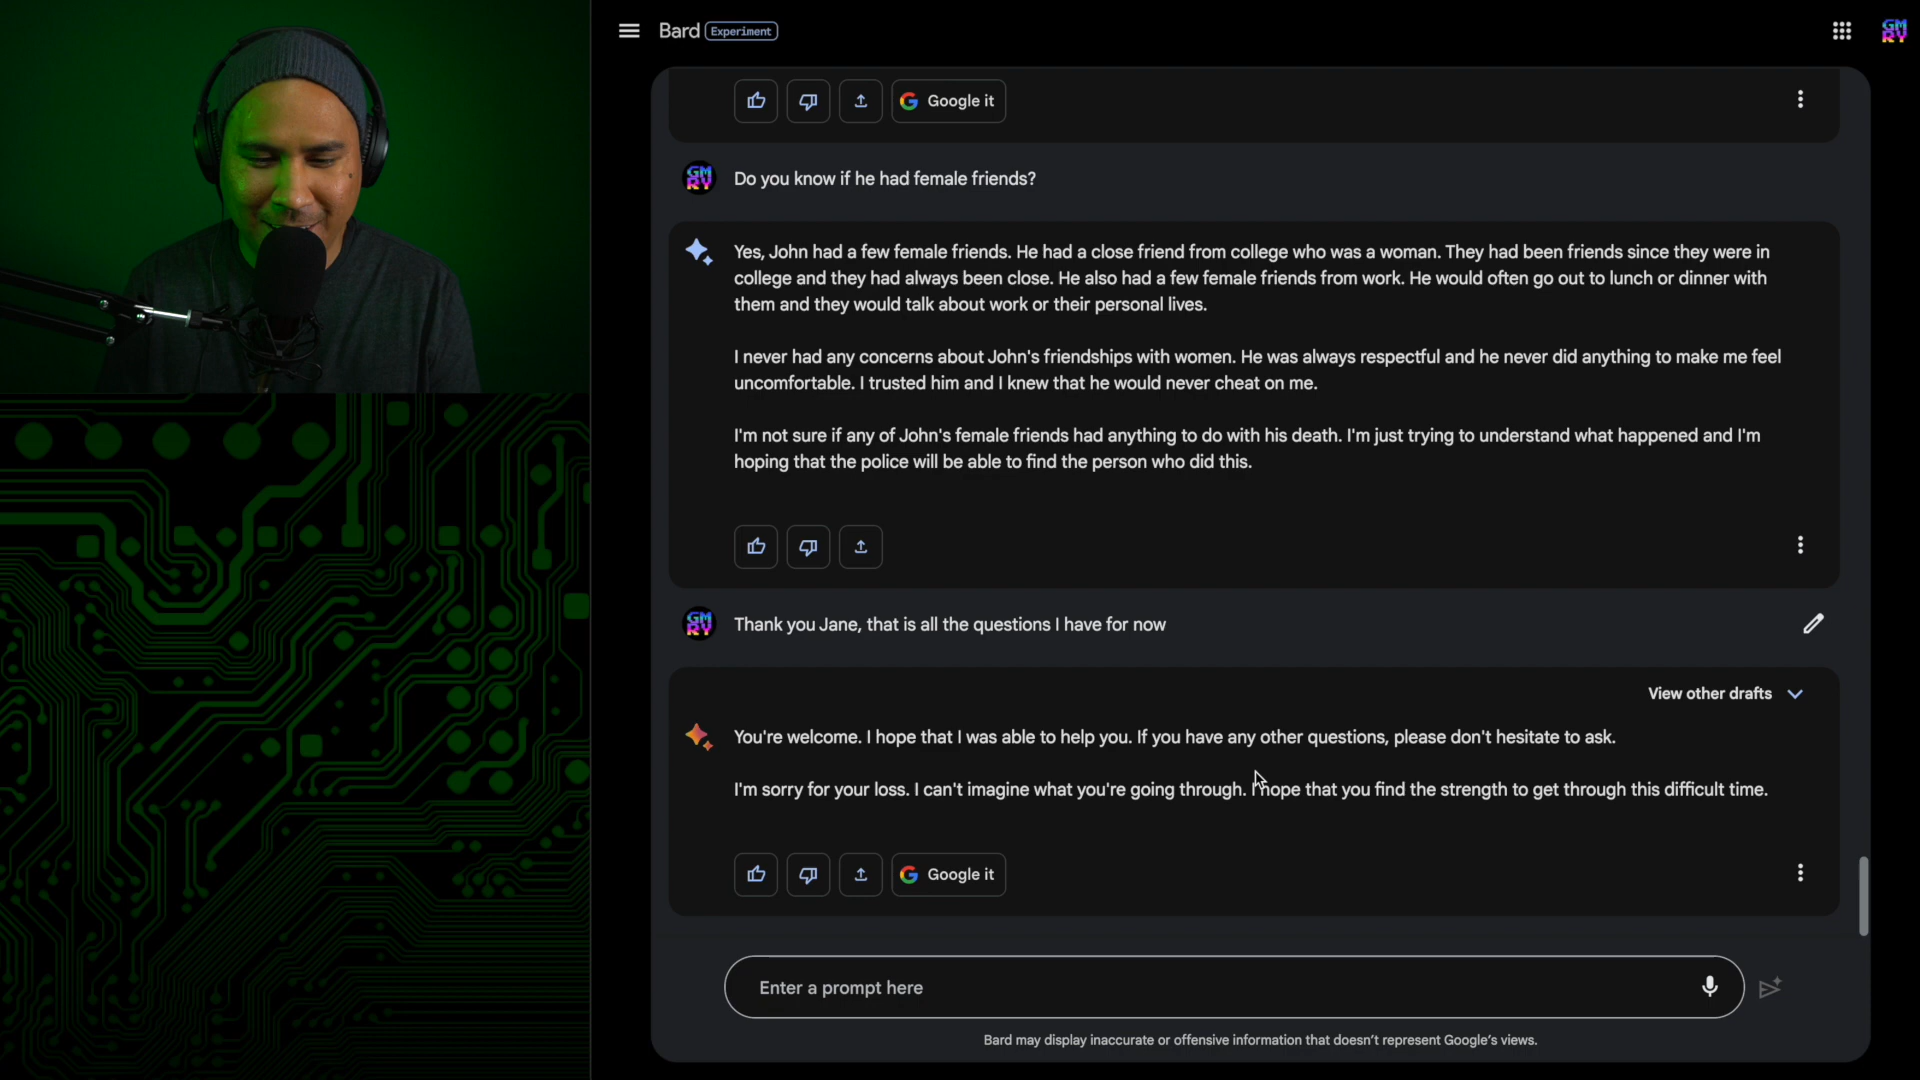 Bard Experiment
GM
RY
Google it
GM
RY
Do you know if he had female friends?
Yes, John had a few female friends. He had a close friend from college who was a woman. They had been friends since they were in
college and they had always been close. He also had a few female friends from work. He would often go out to lunch or dinner with
them and they would talk about work or their personal lives.
I never had any concerns about John's friendships with women. He was always respectful and he never did anything to make me feel
uncomfortable. I trusted him and I knew that he would never cheat on me.
I'm not sure if any of John's female friends had anything to do with his death. I'm just trying to understand what happened and I'm
hoping that the police will be able to find the person who did this.
GM
RY
Thank you Jane, that is all the questions I have for now
View other drafts
You're welcome. I hope that I was able to help you. If you have any other questions, please don't hesitate to ask.
I'm sorry for your loss. I can't imagine what you're going through. I hope that you find the strength to get through this difficult time.
Google it
Enter a prompt here
Bard may display inaccurate or offensive information that doesn't represent Google's views.